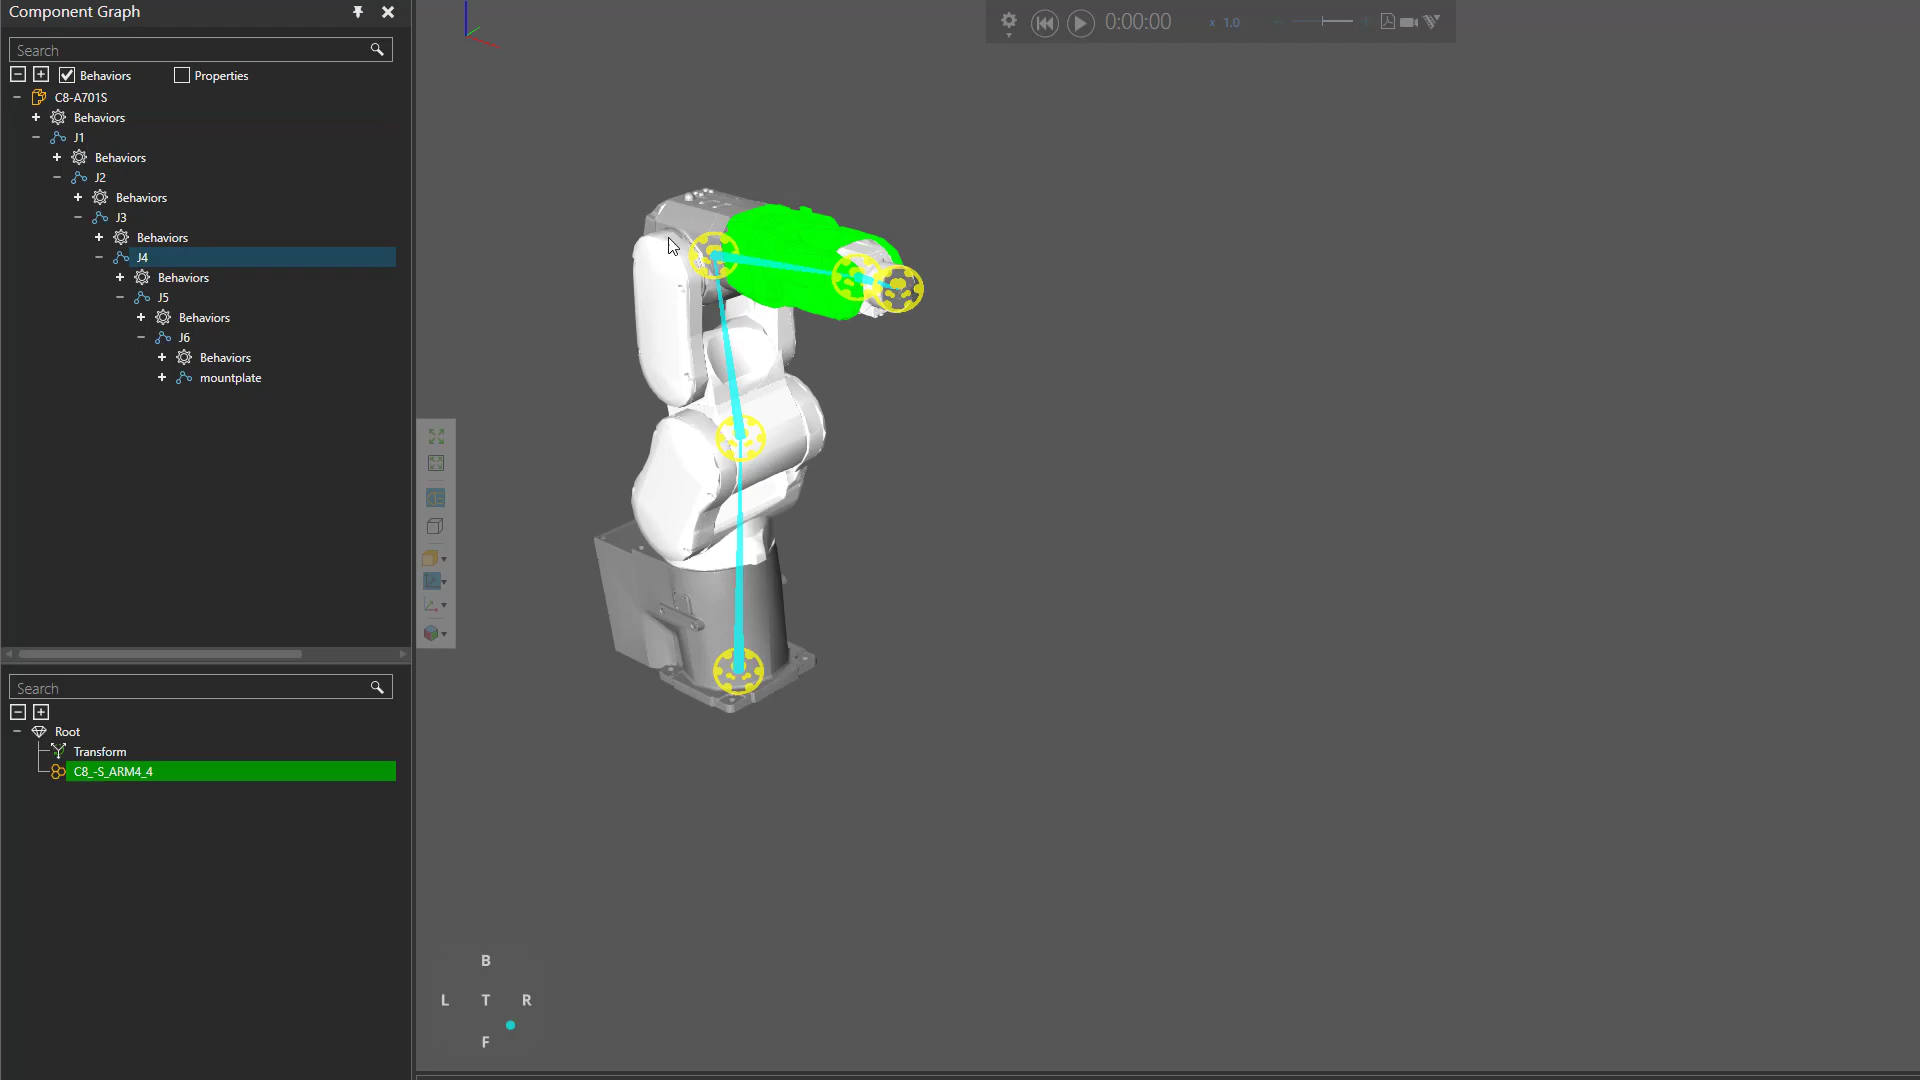 Component Graph
Search
Behaviors Properties
C8-A701S
Behaviors
J1
Behaviors
J2
Behaviors
J3
Behaviors
J4
Behaviors
J5
Behaviors
J6
Behaviors
mountplate
Search
Root
Transform
C8_-S_ARM4_4
0:00:00 x 1.0
B
L T R
F